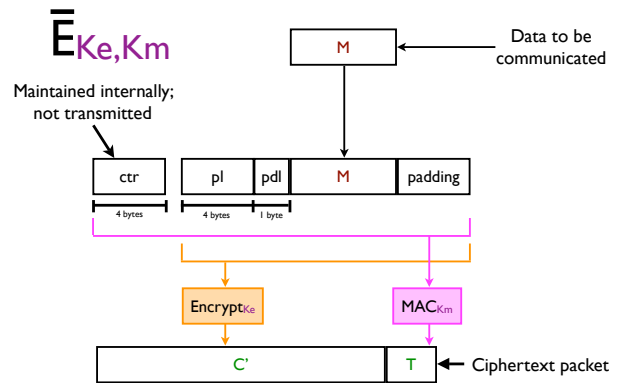 E̅Ke,Km
M
Data to be
communicated
Maintained internally;
not transmitted
ctr pl pdl M padding
4 bytes 4 bytes 1 byte
EncryptKe MACKm
C' T Ciphertext packet